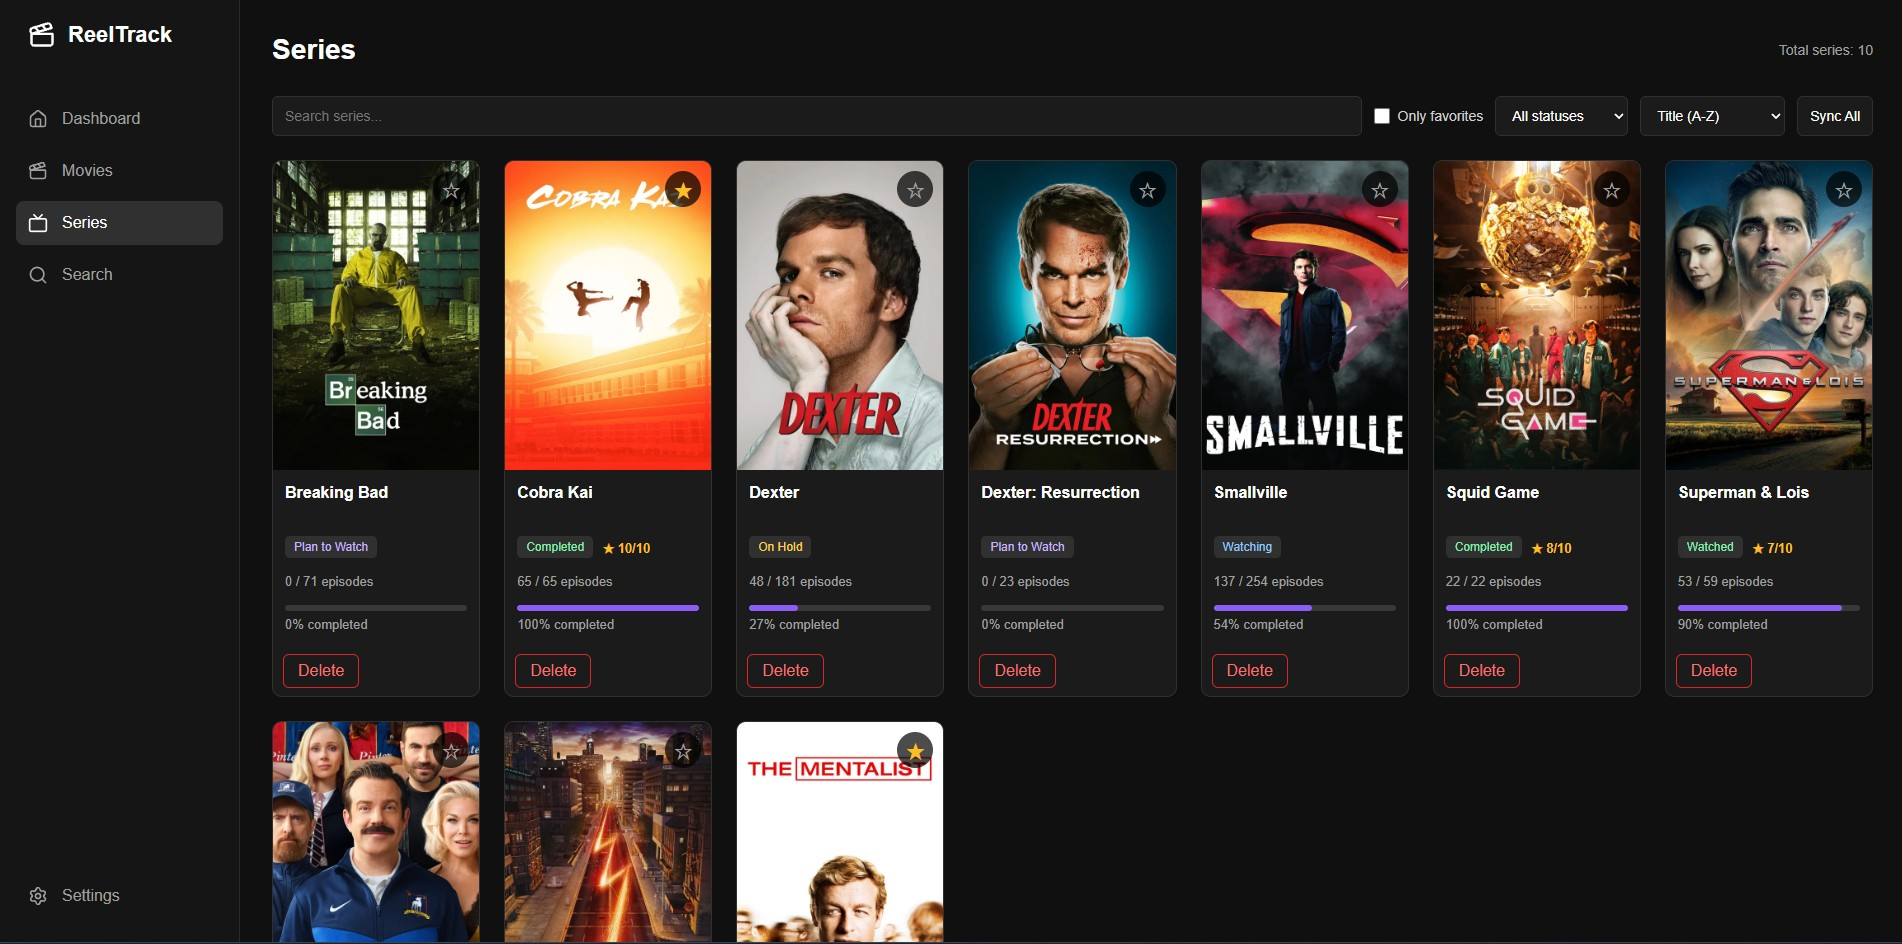 ReelTrack
Dashboard
Movies
Series
Search
Settings
Series
Total series: 10
Search series...
Only favorites
All statuses
Title (A-Z)
Sync All
Breaking
Bad
Breaking Bad
Plan to Watch
0 / 71 episodes
0% completed
Delete
COBRA KA
Cobra Kai
Completed
★ 10/10
65 / 65 episodes
100% completed
Delete
DEXTER
Dexter
On Hold
48 / 181 episodes
27% completed
Delete
DEXTER
RESURRECTION
Dexter: Resurrection
Plan to Watch
0 / 23 episodes
0% completed
Delete
SMALLVILLE
Smallville
Watching
137 / 254 episodes
54% completed
Delete
SQUID
GAME
Squid Game
Completed
★ 8/10
22 / 22 episodes
100% completed
Delete
SUPERMAN & LOIS
Superman & Lois
Watched
★ 7/10
53 / 59 episodes
90% completed
Delete
THE MENTALIST